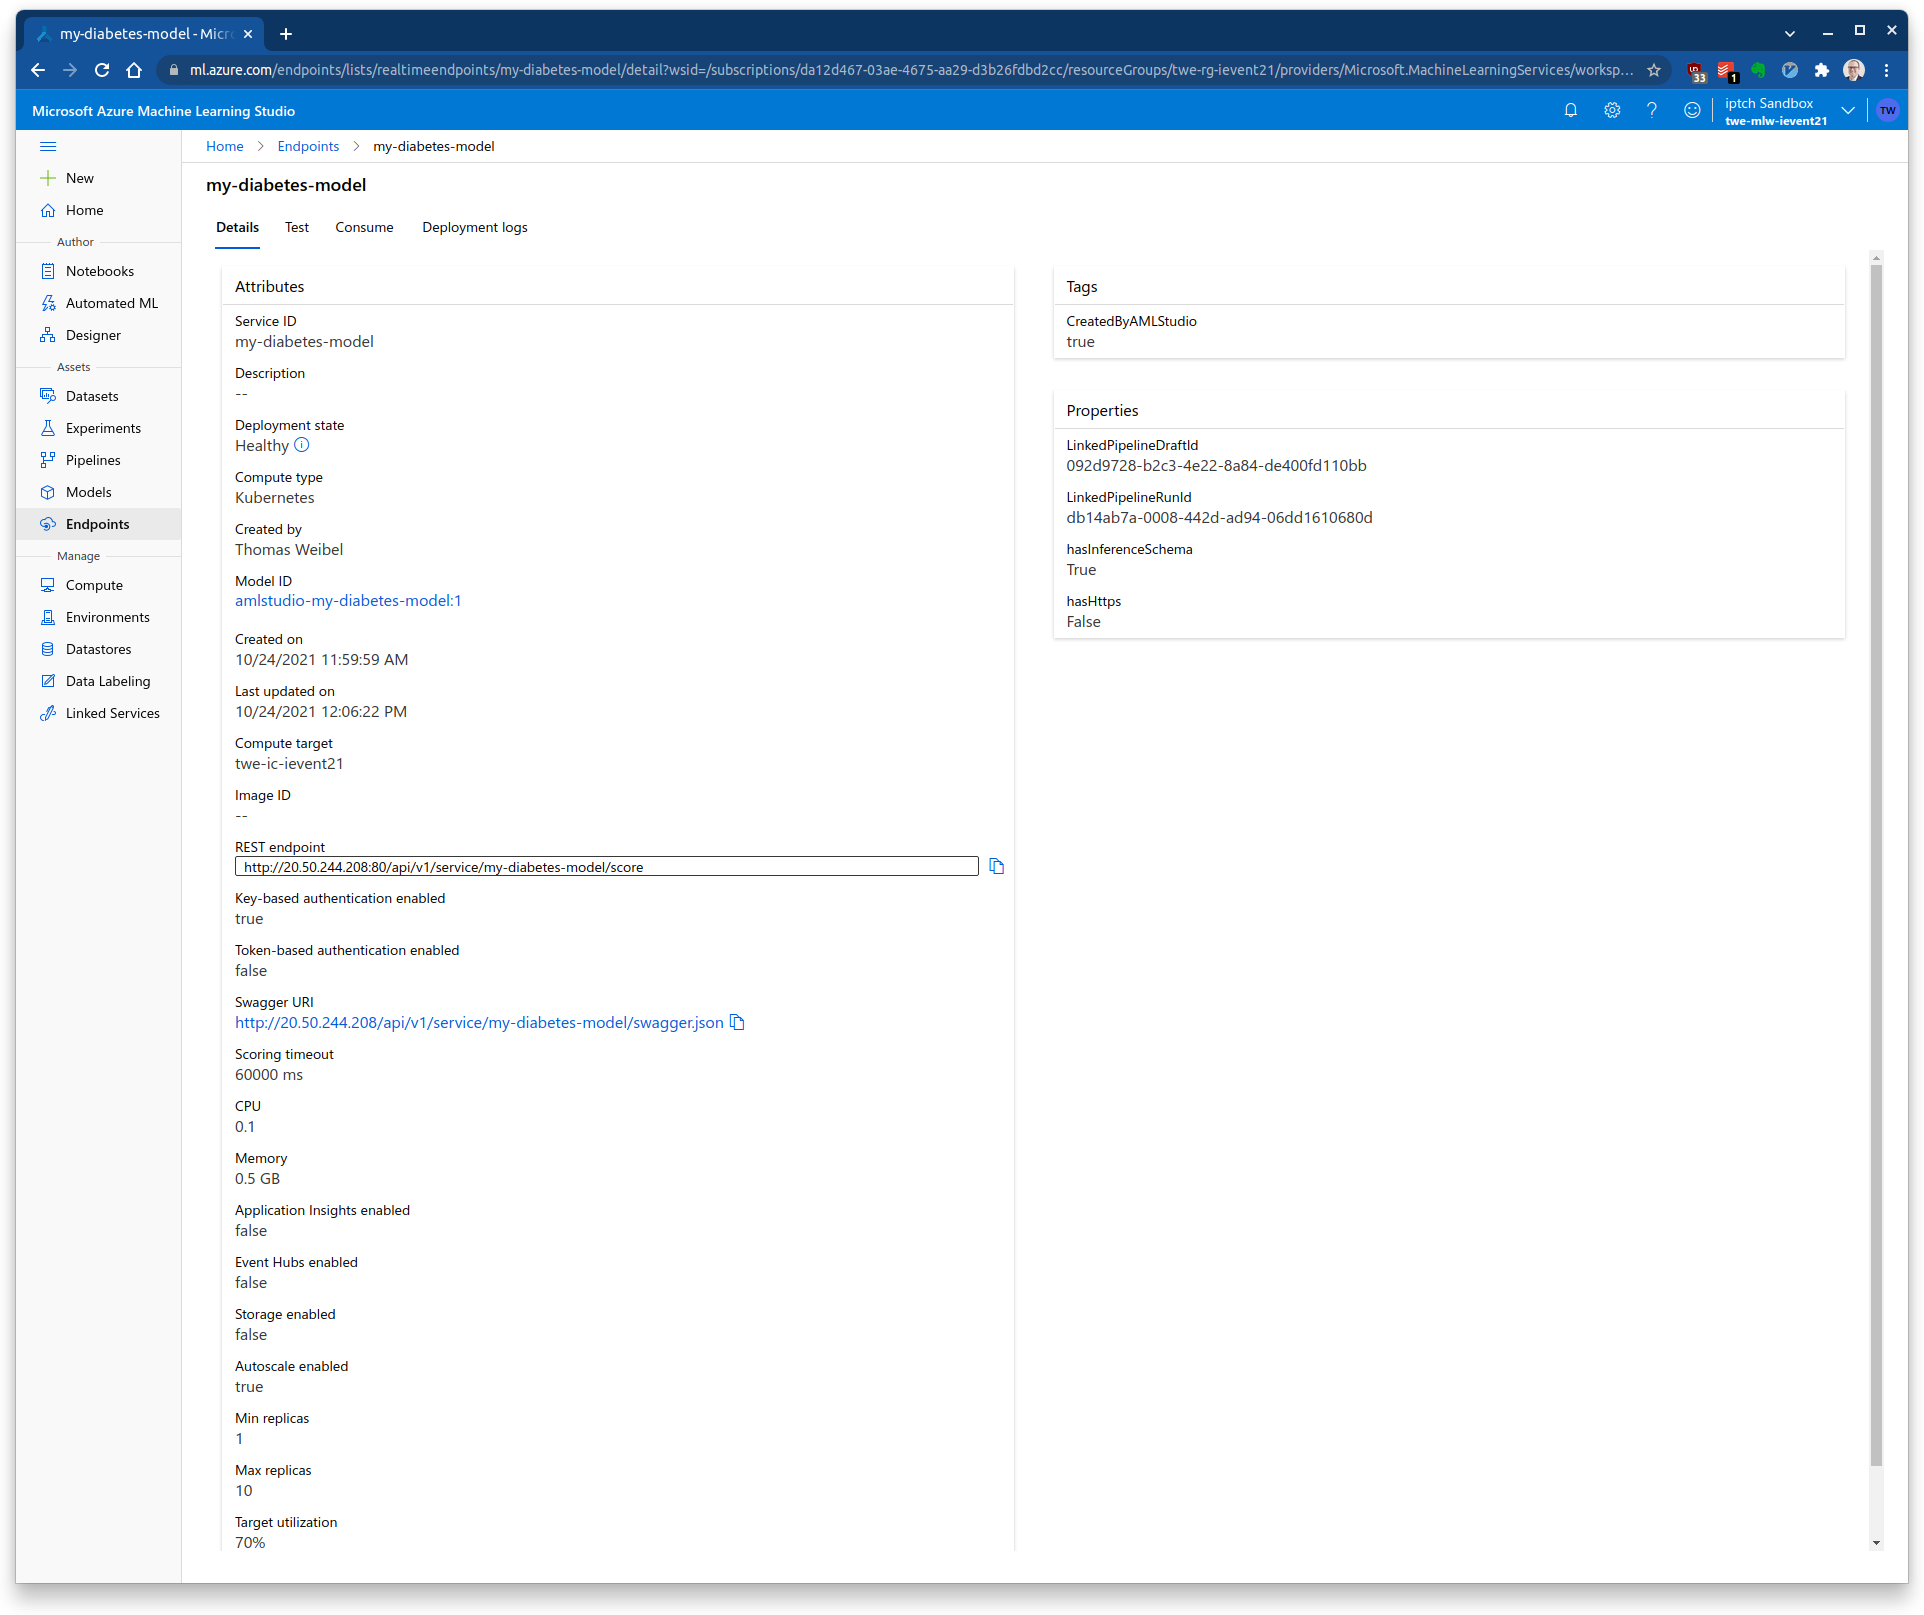 my-diabetes-model - Micr
ml.azure.com/endpoints/lists/realtimeendpoints/my-diabetes-model/detail?wsid=/subscriptions/da12d467-03ae-4675-aa29-d3b26fdbd2cc/resourceGroups/twe-rg-ievent21/providers/Microsoft.MachineLearningServices/worksp...
33
1
Microsoft Azure Machine Learning Studio
iptch Sandbox
twe-mlw-ievent21
TW
Home
Endpoints
my-diabetes-model
New
Home
Author
Notebooks
Automated ML
Designer
Assets
Datasets
Experiments
Pipelines
Models
Endpoints
Manage
Compute
Environments
Datastores
Data Labeling
Linked Services
my-diabetes-model
Details
Test
Consume
Deployment logs
Attributes
Service ID
my-diabetes-model
Description
--
Deployment state
Healthy
Compute type
Kubernetes
Created by
Thomas Weibel
Model ID
amlstudio-my-diabetes-model:1
Created on
10/24/2021 11:59:59 AM
Last updated on
10/24/2021 12:06:22 PM
Compute target
twe-ic-ievent21
Image ID
--
REST endpoint
http://20.50.244.208:80/api/v1/service/my-diabetes-model/score
Key-based authentication enabled
true
Token-based authentication enabled
false
Swagger URI
http://20.50.244.208/api/v1/service/my-diabetes-model/swagger.json
Scoring timeout
60000 ms
CPU
0.1
Memory
0.5 GB
Application Insights enabled
false
Event Hubs enabled
false
Storage enabled
false
Autoscale enabled
true
Min replicas
1
Max replicas
10
Target utilization
70%
Tags
CreatedByAMLStudio
true
Properties
LinkedPipelineDraftId
092d9728-b2c3-4e22-8a84-de400fd110bb
LinkedPipelineRunId
db14ab7a-0008-442d-ad94-06dd1610680d
hasInferenceSchema
True
hasHttps
False